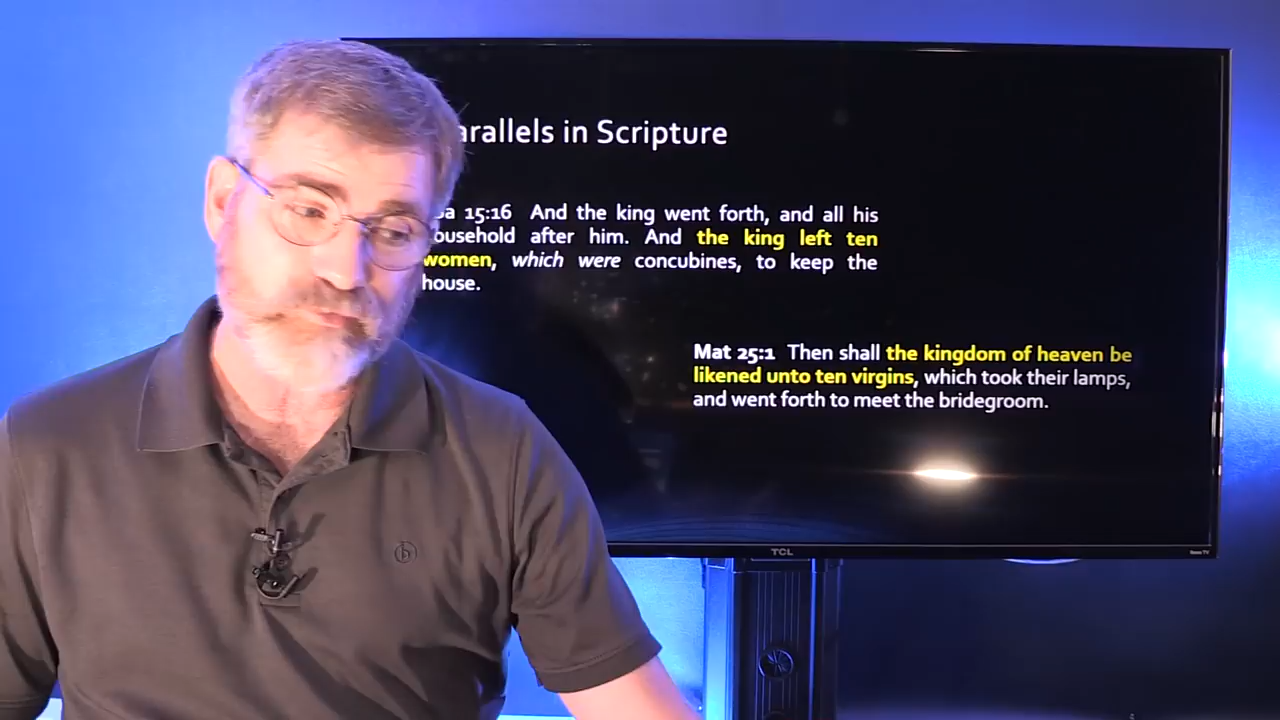 arallels in Scripture
a 15:16 And the king went forth, and all his
ousehold after him. And the king left ten
women, which were concubines, to keep the
house.
Mat 25:1 Then shall the kingdom of heaven be
likened unto ten virgins, which took their lamps,
and went forth to meet the bridegroom.
TCL
Roku TV